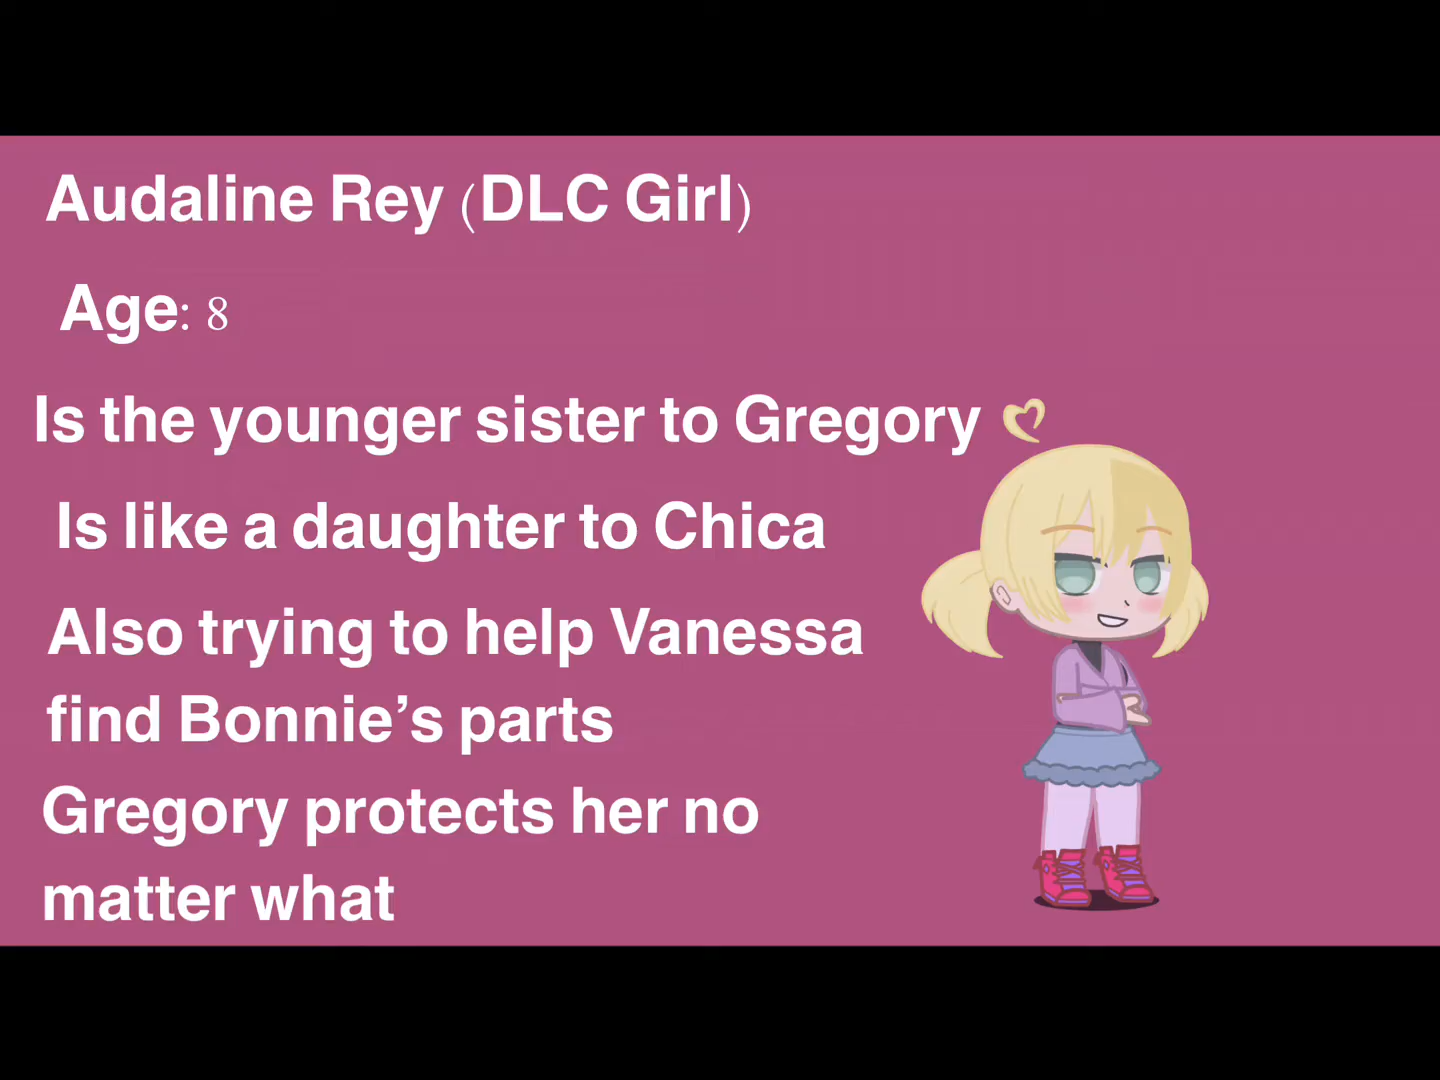 Audaline Rey (DLC Girl)
Age: 8
Is the younger sister to Gregory
Is like a daughter to Chica
Also trying to help Vanessa
find Bonnie’s parts
Gregory protects her no
matter what